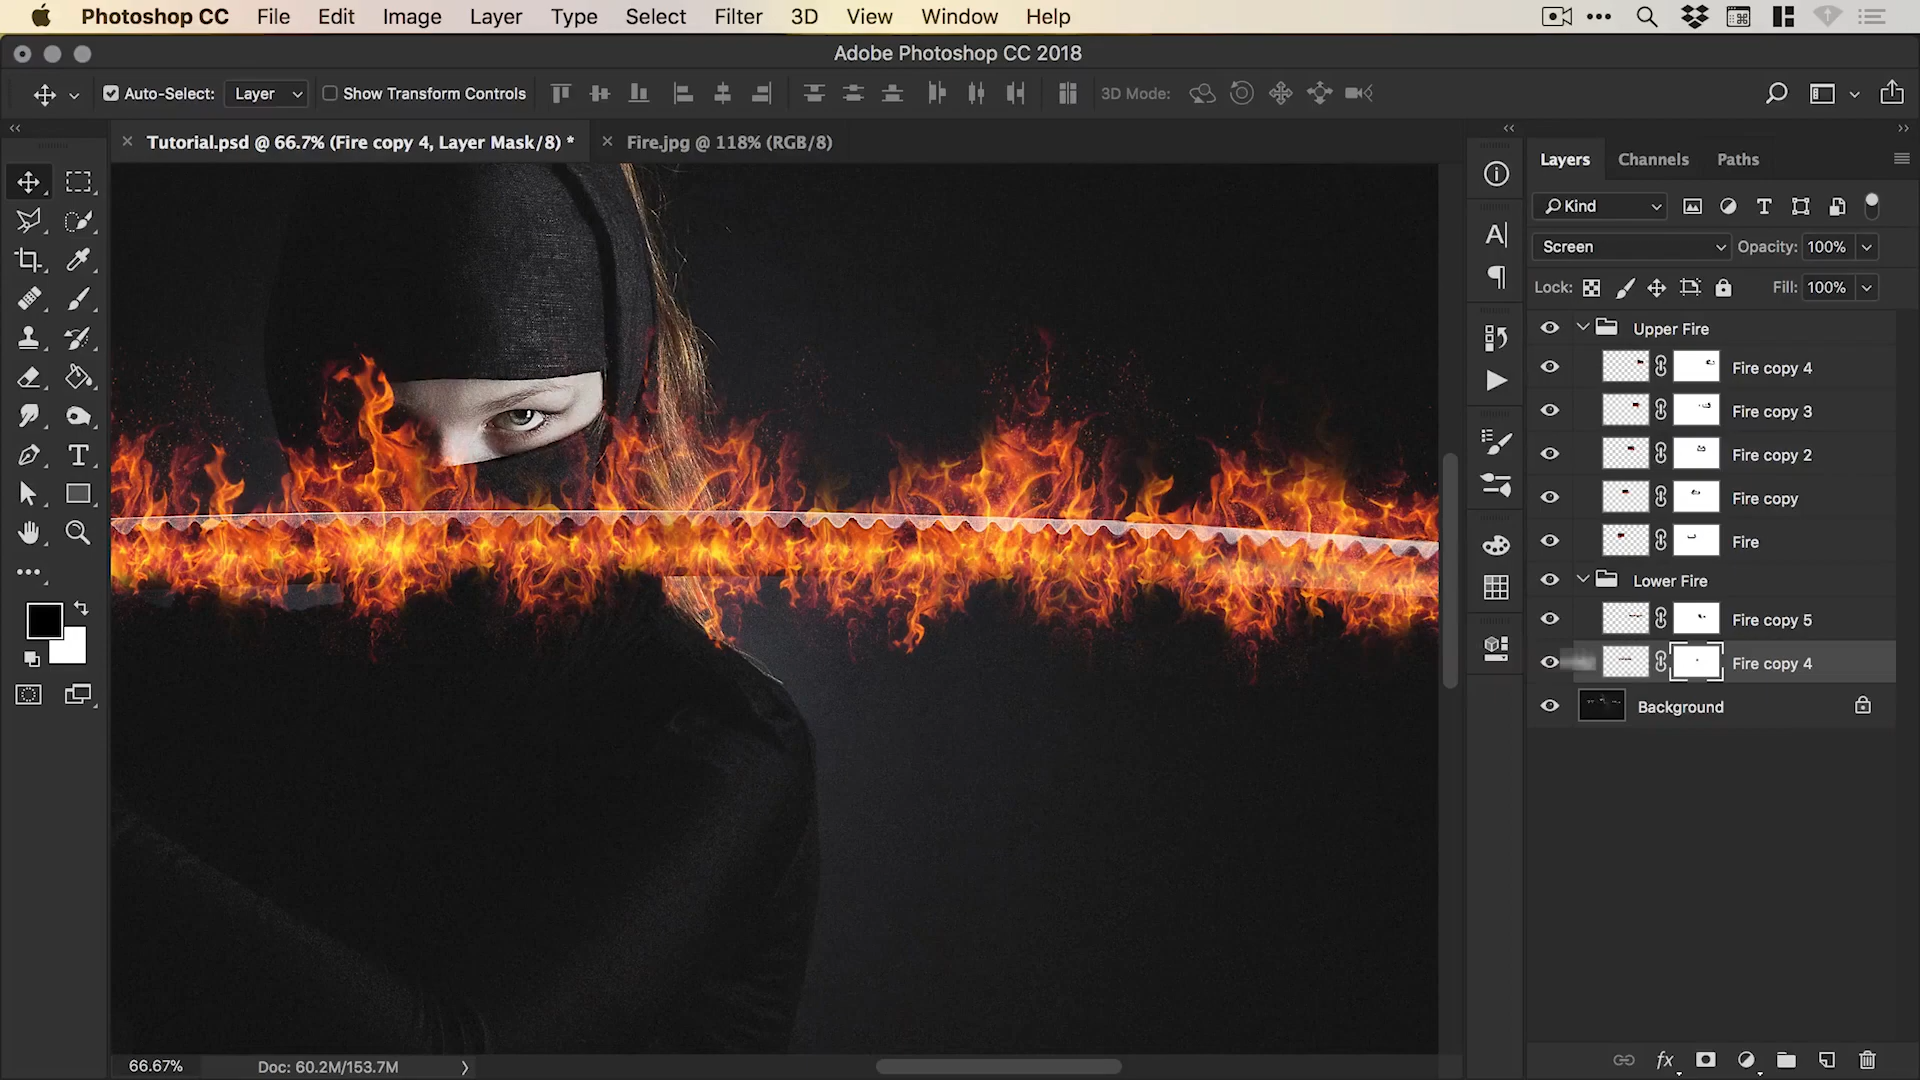 Photoshop CC File Edit Image Layer Type Select Filter 3D View Window Help
Adobe Photoshop CC 2018
Auto-Select: Layer Show Transform Controls 3D Mode:
Tutorial.psd @ 66.7% (Fire copy 4, Layer Mask/8) * Fire.jpg @ 118% (RGB/8)
Layers Channels Paths
Kind
Screen Opacity: 100%
Lock: Fill: 100%
Upper Fire
Fire copy 4
Fire copy 3
Fire copy 2
Fire copy
Fire
Lower Fire
Fire copy 5
Fire copy 4
Background
66.67% Doc: 60.2M/153.7M